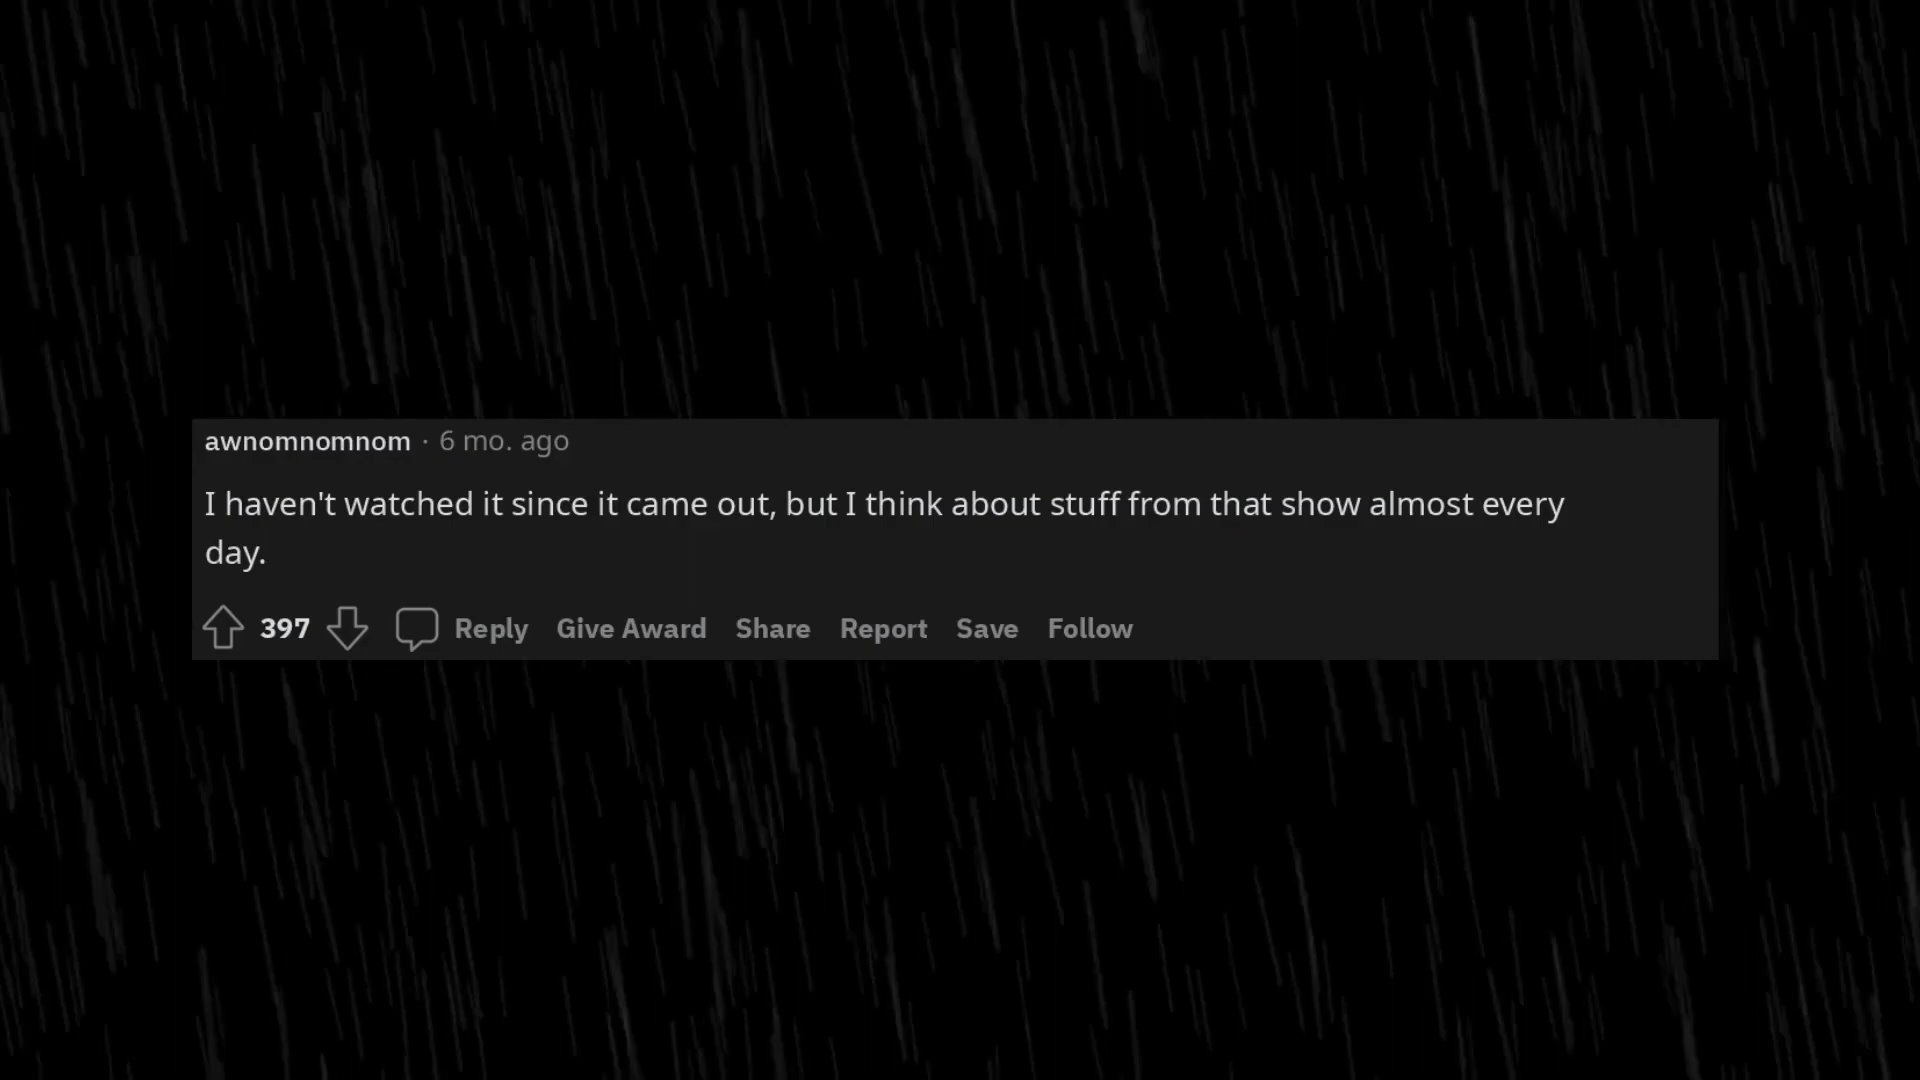 awnomnomnom · 6 mo. ago
I haven't watched it since it came out, but I think about stuff from that show almost every
day.
397 Reply Give Award Share Report Save Follow